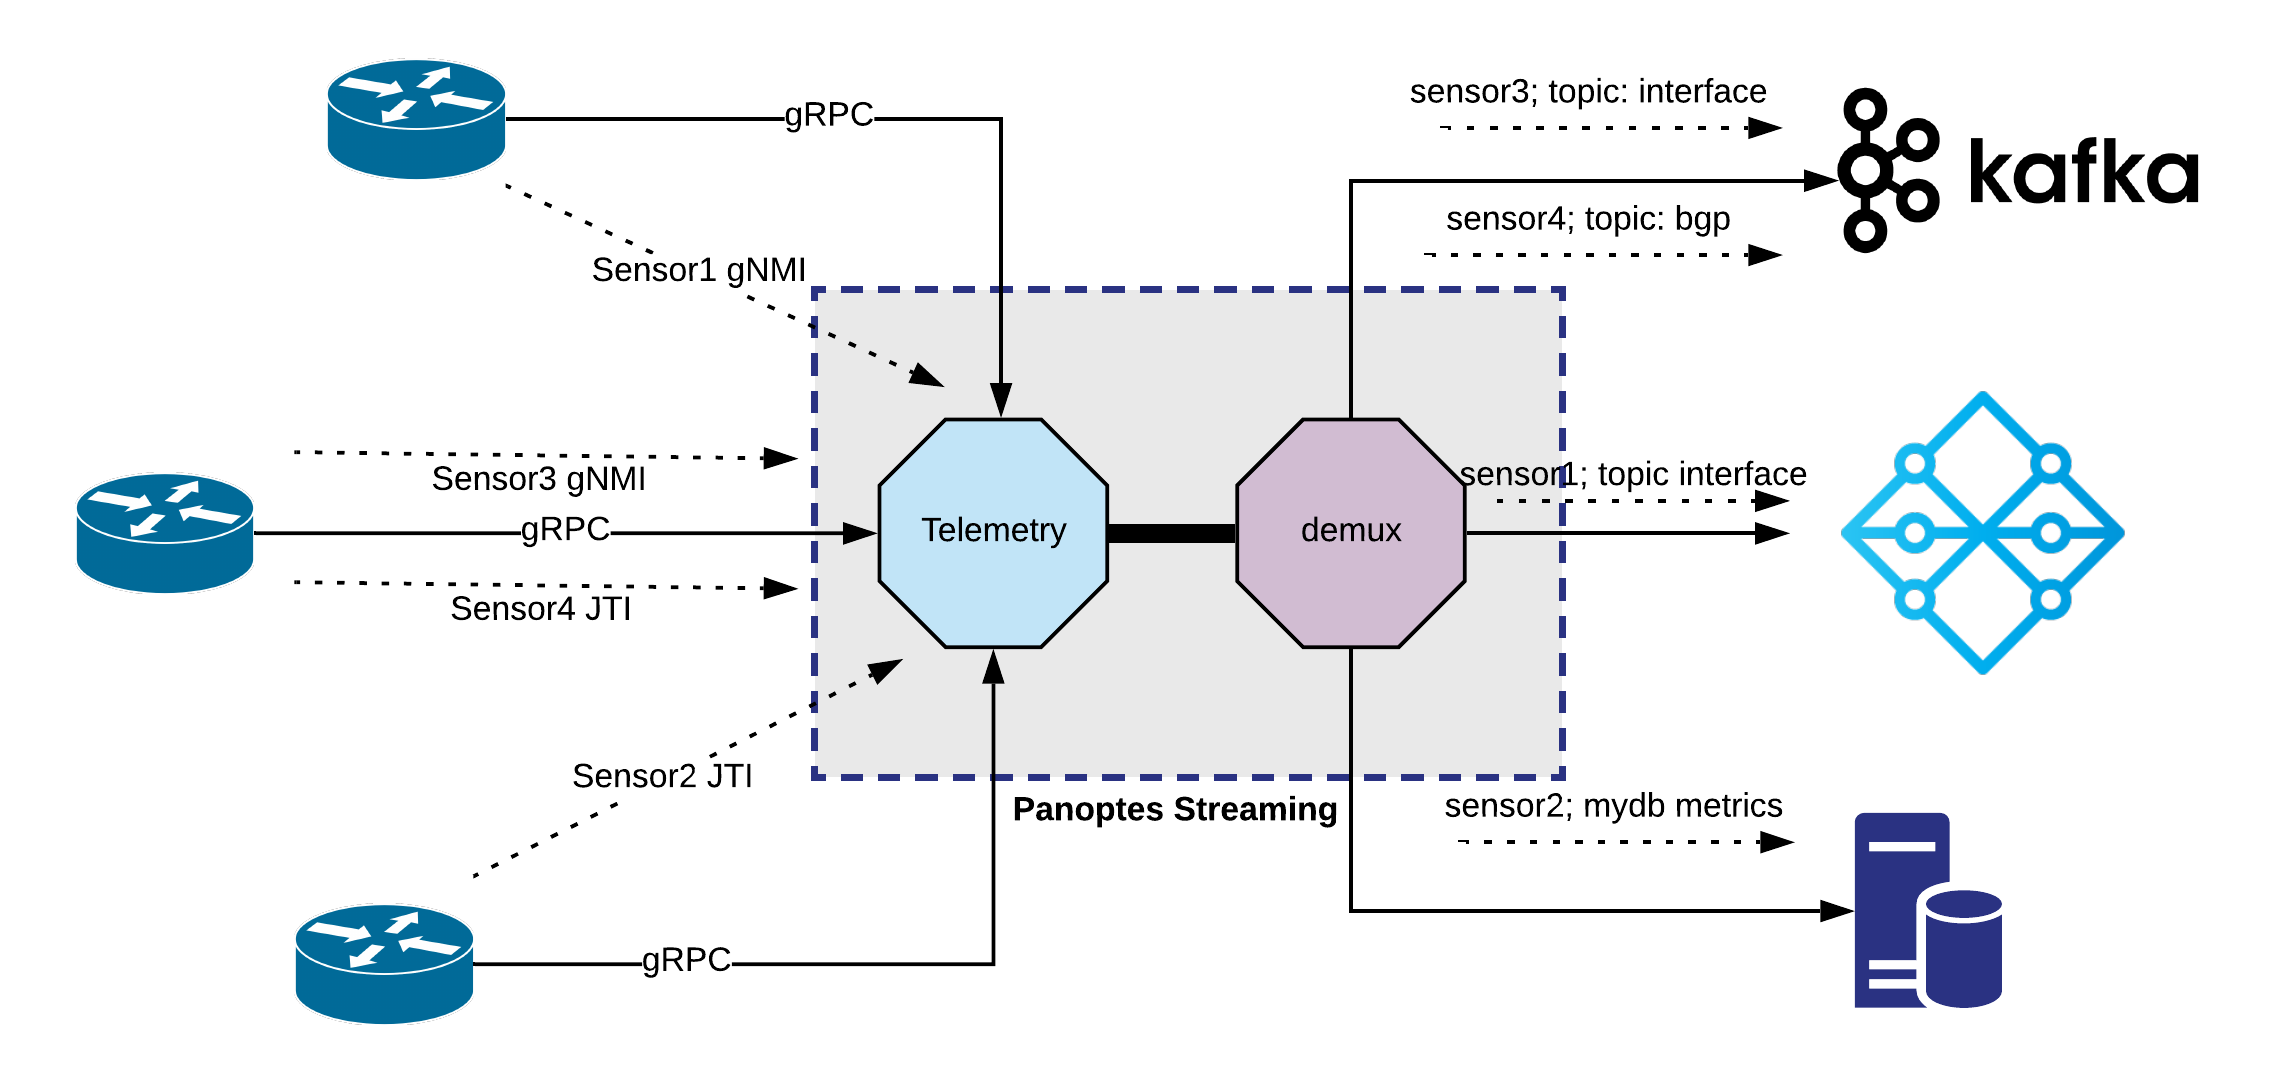 gRPC
sensor3; topic: interface
kafka
sensor4; topic: bgp
Sensor1 gNMI
Sensor3 gNMI
sensor1; topic interface
gRPC
Telemetry
demux
Sensor4 JTI
Sensor2 JTI
Panoptes Streaming
sensor2; mydb metrics
gRPC